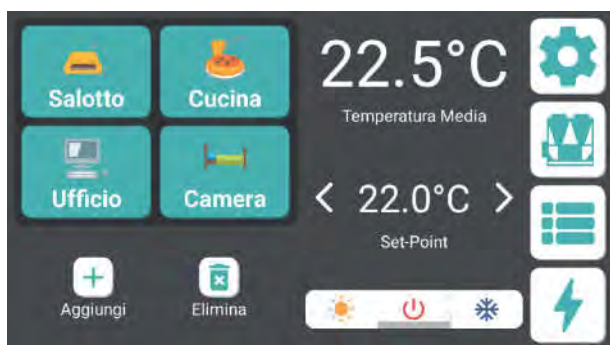 Salotto
Cucina
Ufficio
Camera
Aggiungi
Elimina
22.5°C
Temperatura Media
22.0°C
Set-Point